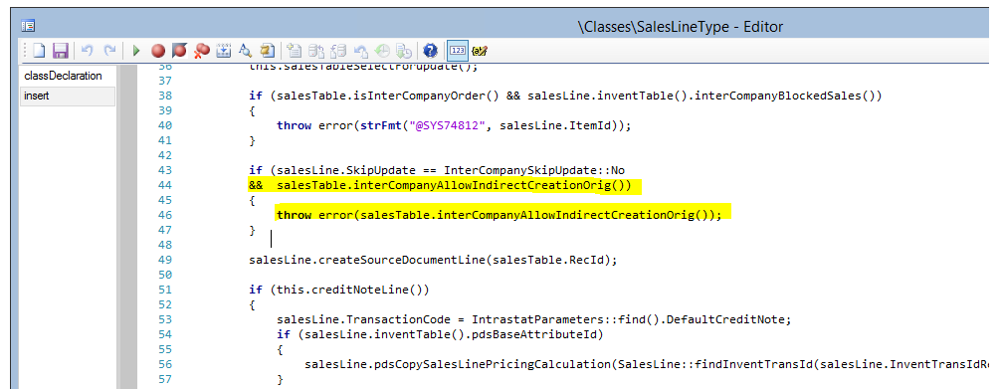 \Classes\SalesLineType - Editor
123
classDeclaration
insert
36 this.salesTableSelectForUpdate();
37
38 if (salesTable.isInterCompanyOrder() && salesLine.inventTable().interCompanyBlockedSales())
39 {
40 throw error(strFmt("@SYS74812", salesLine.ItemId));
41 }
42
43 if (salesLine.SkipUpdate == InterCompanySkipUpdate::No
44 && salesTable.interCompanyAllowIndirectCreationOrig())
45 {
46 throw error(salesTable.interCompanyAllowIndirectCreationOrig());
47 }
48
49 salesLine.createSourceDocumentLine(salesTable.RecId);
50
51 if (this.creditNoteLine())
52 {
53 salesLine.TransactionCode = IntrastatParameters::find().DefaultCreditNote;
54 if (salesLine.inventTable().pdsBaseAttributeId)
55 {
56 salesLine.pdsCopySalesLinePricingCalculation(SalesLine::findInventTransId(salesLine.InventTransIdRe
57 }